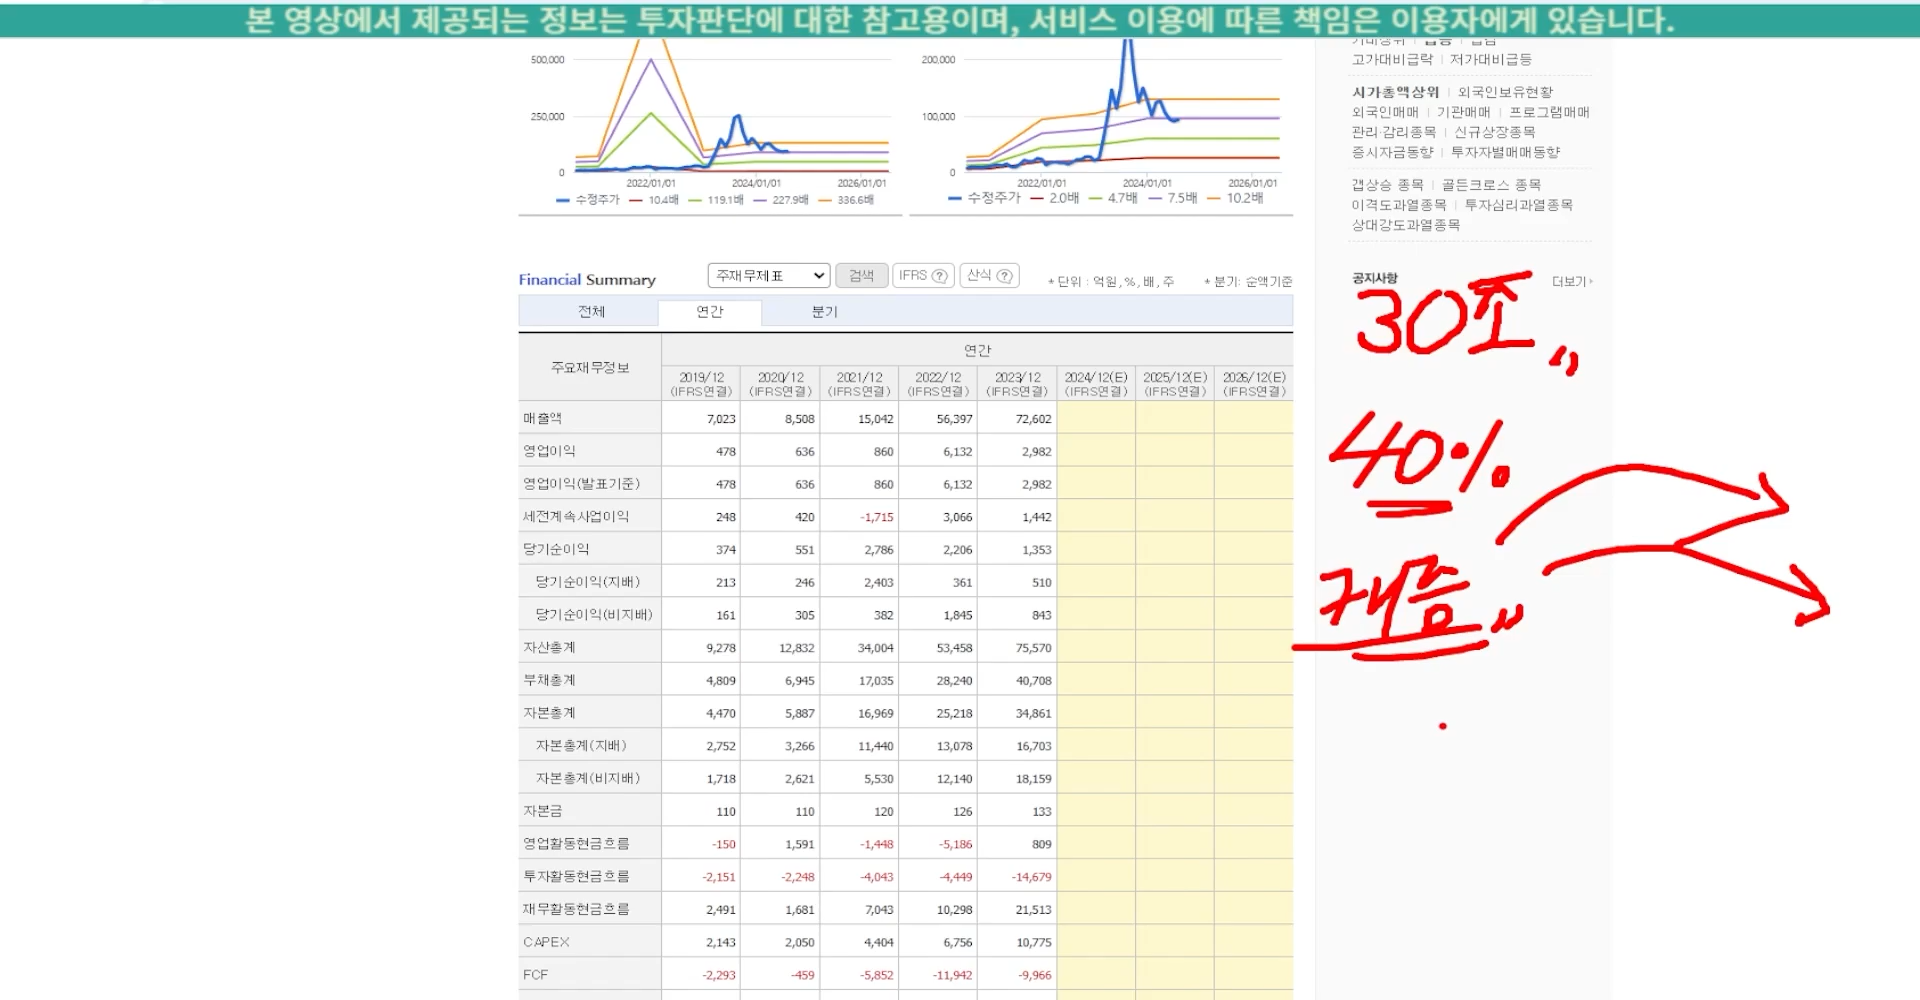 본 영상에서 제공되는 정보는 투자판단에 대한 참고용이며, 서비스 이용에 따른 책임은 이용자에게 있습니다.
500,000
250,000
0
2022/01/01 2024/01/01 2026/01/01
수정주가 10.4배 119.1배 227.9배 336.6배
200,000
100,000
0
2022/01/01 2024/01/01 2026/01/01
수정주가 2.0배 4.7배 7.5배 10.2배
고가대비급락 저가대비급등
시가총액상위 외국인보유현황
외국인매매 기관매매 프로그램매매
관리·감리종목 신규상장종목
증시자금동향 투자자별매매동향
갭상승 종목 골든크로스 종목
이격도과열종목 투자심리과열종목
상대강도과열종목
Financial Summary 주재무제표 검색 IFRS ? 산식 ? * 단위 : 억원, %, 배, 주 * 분기: 순액기준
전체 연간 분기
주요재무정보 연간
2019/12 (IFRS연결) 2020/12 (IFRS연결) 2021/12 (IFRS연결) 2022/12 (IFRS연결) 2023/12 (IFRS연결) 2024/12(E) (IFRS연결) 2025/12(E) (IFRS연결) 2026/12(E) (IFRS연결)
매출액 7,023 8,508 15,042 56,397 72,602
영업이익 478 636 860 6,132 2,982
영업이익(발표기준) 478 636 860 6,132 2,982
세전계속사업이익 248 420 -1,715 3,066 1,442
당기순이익 374 551 2,786 2,206 1,353
당기순이익(지배) 213 246 2,403 361 510
당기순이익(비지배) 161 305 382 1,845 843
자산총계 9,278 12,832 34,004 53,458 75,570
부채총계 4,809 6,945 17,035 28,240 40,708
자본총계 4,470 5,887 16,969 25,218 34,861
자본총계(지배) 2,752 3,266 11,440 13,078 16,703
자본총계(비지배) 1,718 2,621 5,530 12,140 18,159
자본금 110 110 120 126 133
영업활동현금흐름 -150 1,591 -1,448 -5,186 809
투자활동현금흐름 -2,151 -2,248 -4,043 -4,449 -14,679
재무활동현금흐름 2,491 1,681 7,043 10,298 21,513
CAPEX 2,143 2,050 4,404 6,756 10,775
FCF -2,293 -459 -5,852 -11,942 -9,966
공지사항 더보기
30조
40%